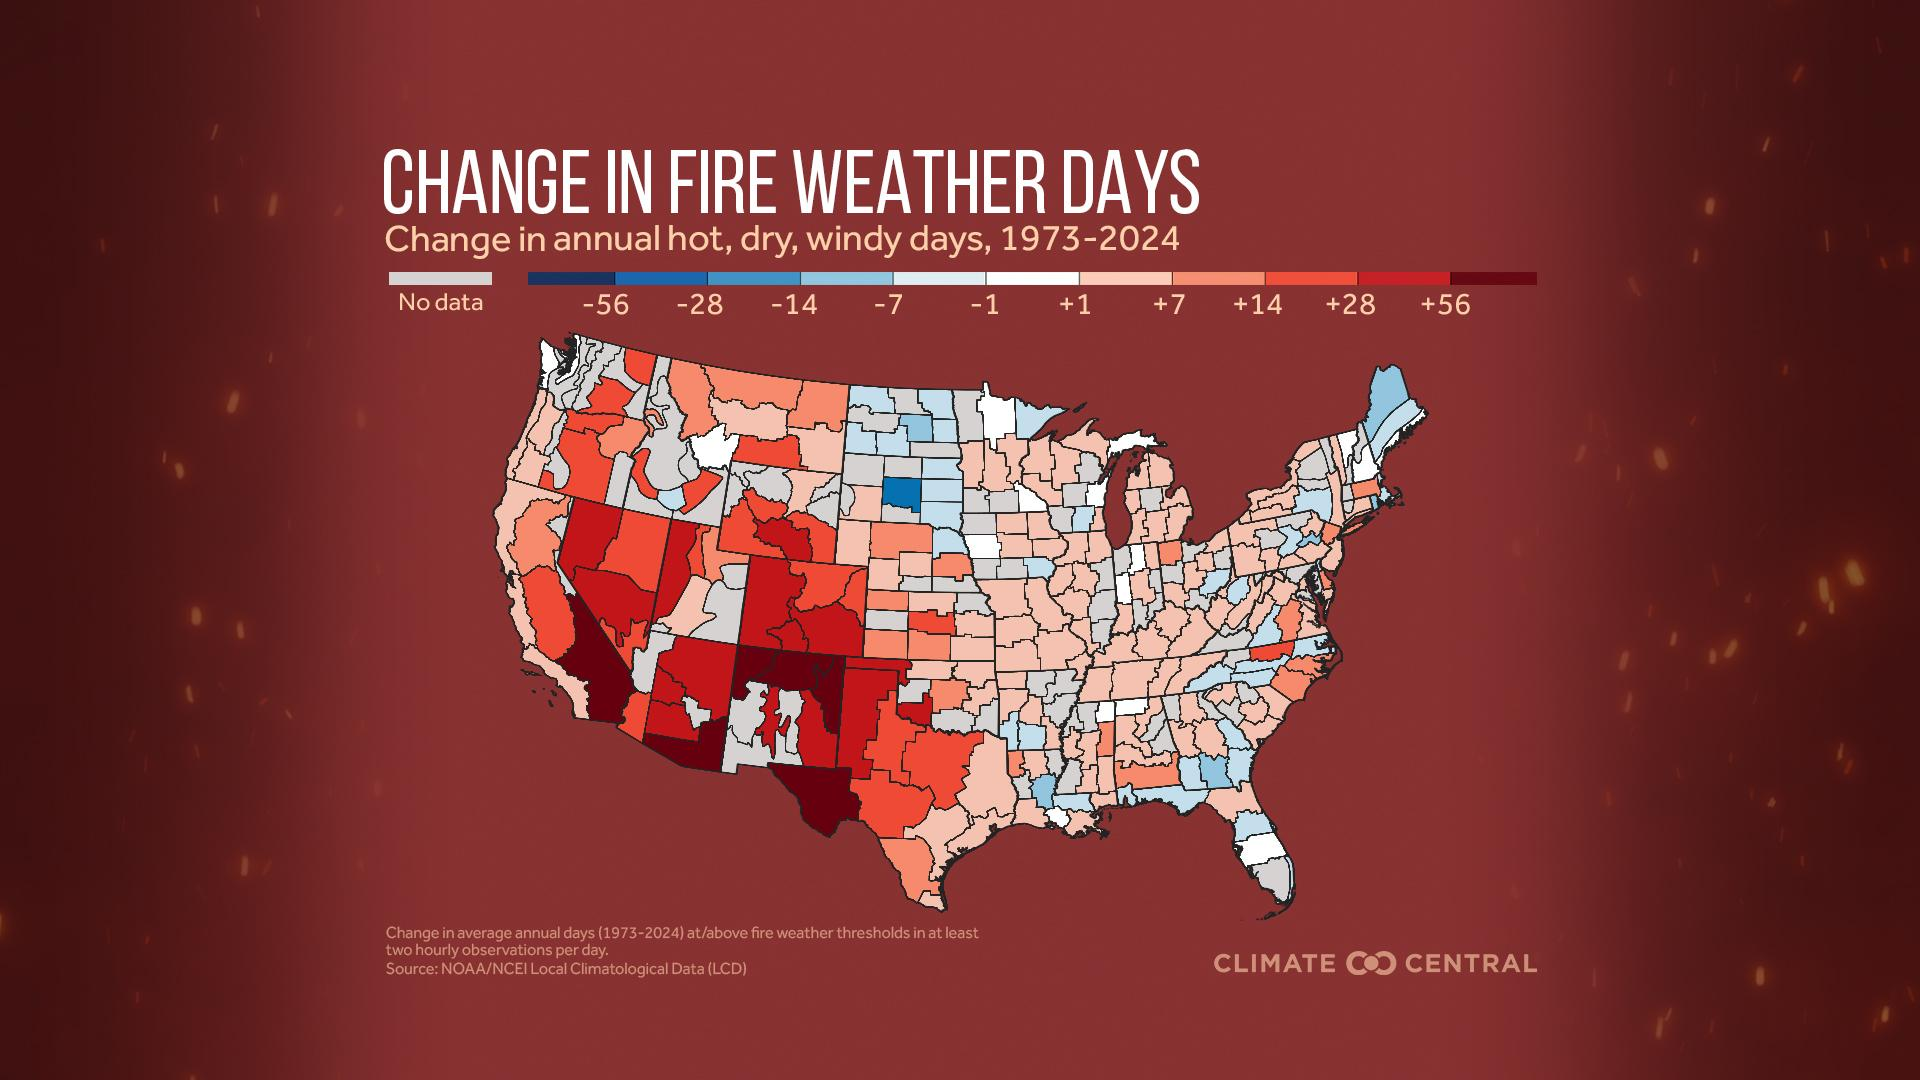 CHANGE IN FIRE WEATHER DAYS
Change in annual hot, dry, windy days, 1973-2024
No data
-56 -28 -14 -7 -1 +1 +7 +14 +28 +56
Change in average annual days (1973-2024) at/above fire weather thresholds in at least
two hourly observations per day.
Source: NOAA/NCEI Local Climatological Data (LCD)
CLIMATE CENTRAL